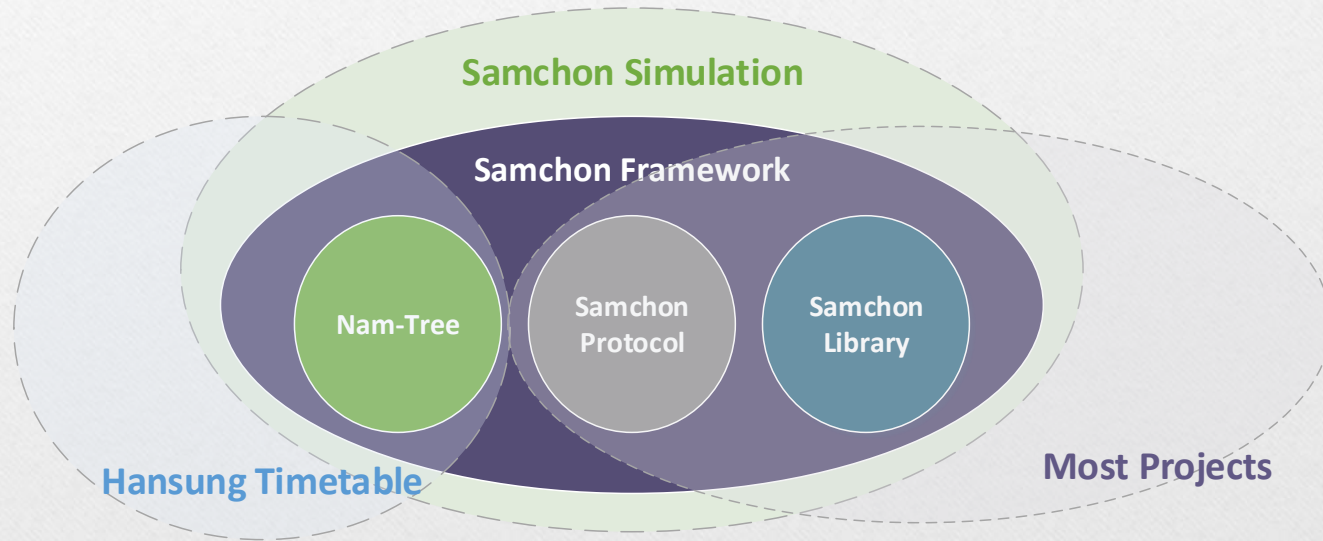 Samchon Simulation
Samchon Framework
Nam-Tree
Samchon
Protocol
Samchon
Library
Hansung Timetable
Most Projects